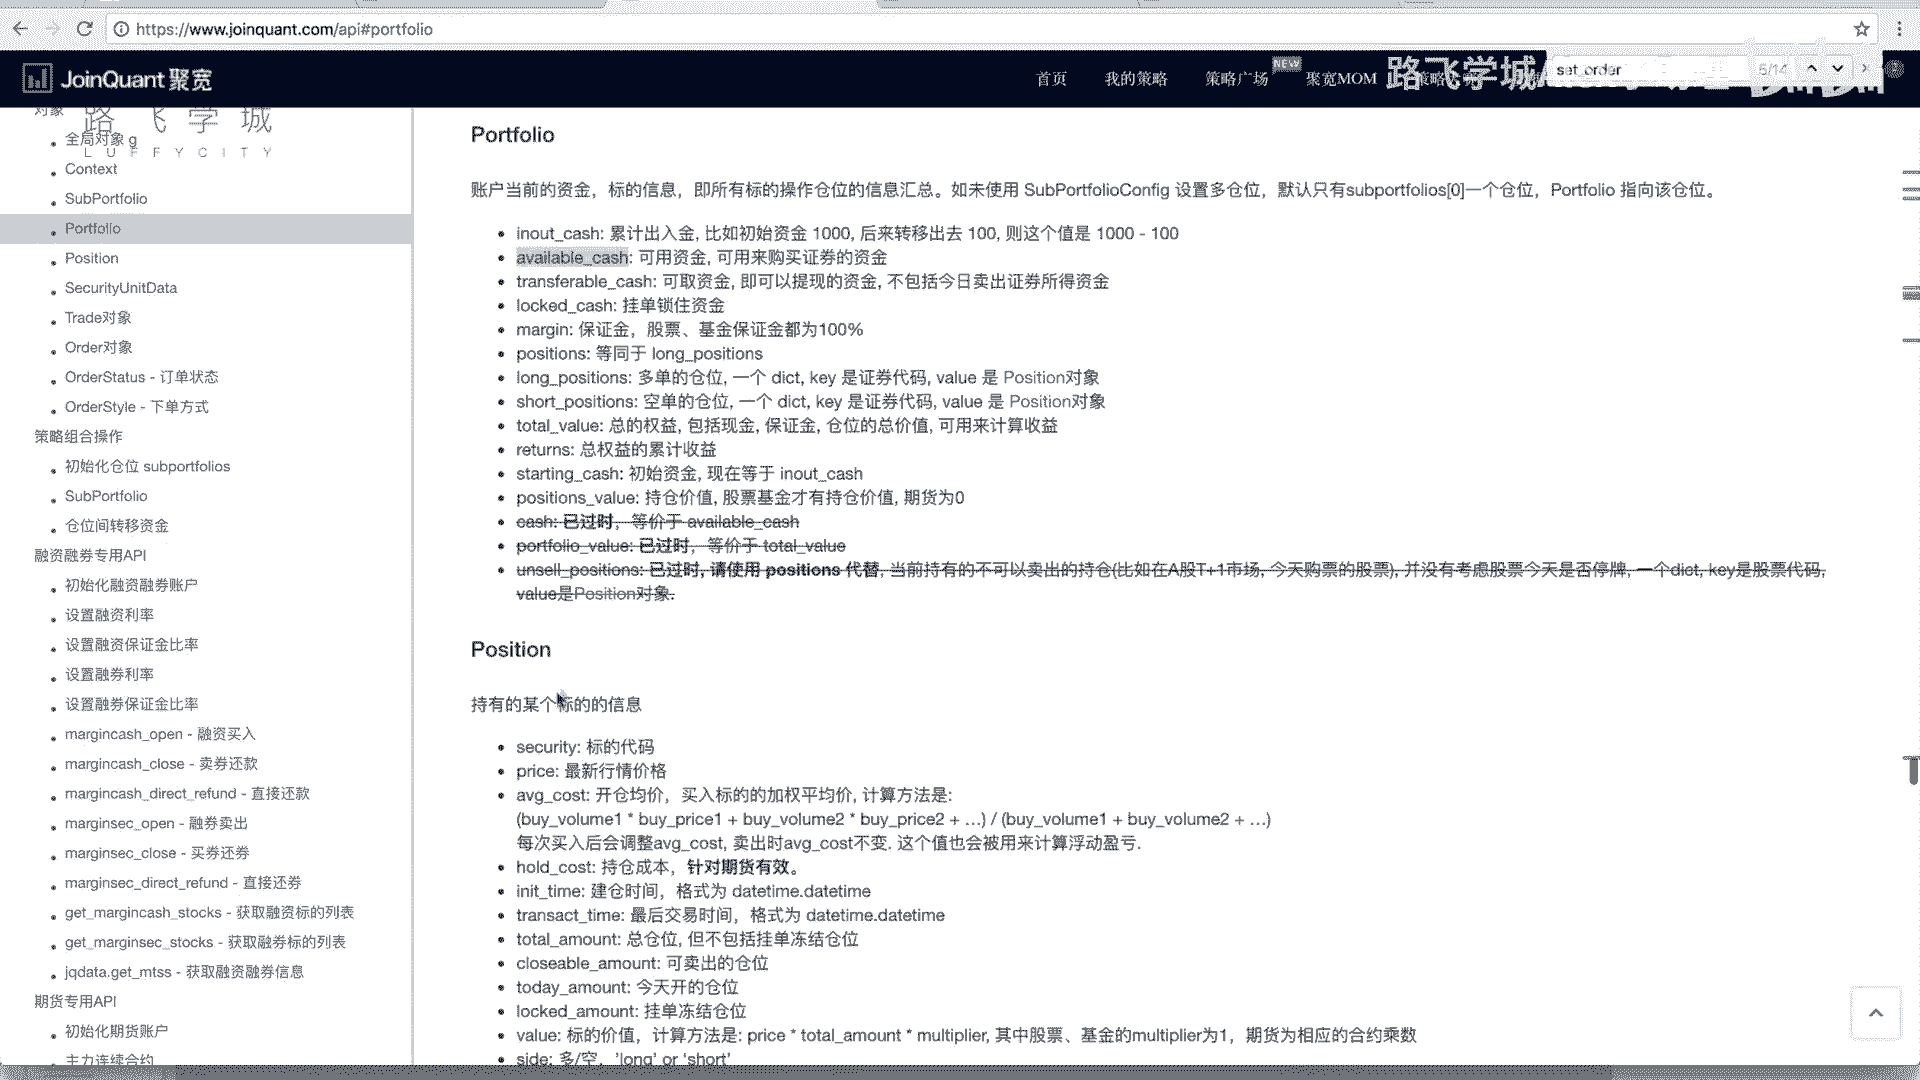 https://www.joinquant.com/api#portfolio
JoinQuant 聚宽
首页
我的策略
策略广场
NEW
聚宽MOM
路飞学城
set_order
5/14
对象
路飞学城
LUFFYCITY
全局对象 g
Context
SubPortfolio
Portfolio
Position
SecurityUnitData
Trade对象
Order对象
OrderStatus - 订单状态
OrderStyle - 下单方式
策略组合操作
初始化仓位 subportfolios
SubPortfolio
仓位间转移资金
融资融券专用API
初始化融资融券账户
设置融资利率
设置融资保证金比率
设置融券利率
设置融券保证金比率
margincash_open - 融资买入
margincash_close - 卖券还款
margincash_direct_refund - 直接还款
marginsec_open - 融券卖出
marginsec_close - 买券还券
marginsec_direct_refund - 直接还券
get_margincash_stocks - 获取融资标的列表
get_marginsec_stocks - 获取融券标的列表
jqdata.get_mtss - 获取融资融券信息
期货专用API
初始化期货账户
主力连续合约
Portfolio
账户当前的资金，标的信息，即所有标的操作仓位的信息汇总。如未使用 SubPortfolioConfig 设置多仓位，默认只有subportfolios[0]一个仓位，Portfolio 指向该仓位。
inout_cash: 累计出入金, 比如初始资金 1000, 后来转移出去 100, 则这个值是 1000 - 100
available_cash: 可用资金, 可用来购买证券的资金
transferable_cash: 可取资金, 即可以提现的资金, 不包括今日卖出证券所得资金
locked_cash: 挂单锁住资金
margin: 保证金，股票、基金保证金都为100%
positions: 等同于 long_positions
long_positions: 多单的仓位, 一个 dict, key 是证券代码, value 是 Position对象
short_positions: 空单的仓位, 一个 dict, key 是证券代码, value 是 Position对象
total_value: 总的权益, 包括现金, 保证金, 仓位的总价值, 可用来计算收益
returns: 总权益的累计收益
starting_cash: 初始资金, 现在等于 inout_cash
positions_value: 持仓价值, 股票基金才有持仓价值, 期货为0
cash: 已过时，等价于 available_cash
portfolio_value: 已过时，等价于 total_value
unsell_positions: 已过时, 请使用 positions 代替, 当前持有的不可以卖出的持仓(比如在A股T+1市场, 今天购票的股票), 并没有考虑股票今天是否停牌, 一个dict, key是股票代码,
value是Position对象.
Position
持有的某个标的的信息
security: 标的代码
price: 最新行情价格
avg_cost: 开仓均价，买入标的的加权平均价, 计算方法是:
(buy_volume1 * buy_price1 + buy_volume2 * buy_price2 + …) / (buy_volume1 + buy_volume2 + …)
每次买入后会调整avg_cost, 卖出时avg_cost不变. 这个值也会被用来计算浮动盈亏.
hold_cost: 持仓成本，针对期货有效。
init_time: 建仓时间，格式为 datetime.datetime
transact_time: 最后交易时间，格式为 datetime.datetime
total_amount: 总仓位, 但不包括挂单冻结仓位
closeable_amount: 可卖出的仓位
today_amount: 今天开的仓位
locked_amount: 挂单冻结仓位
value: 标的价值，计算方法是: price * total_amount * multiplier, 其中股票、基金的multiplier为1，期货为相应的合约乘数
side: 多/空，'long' or 'short'